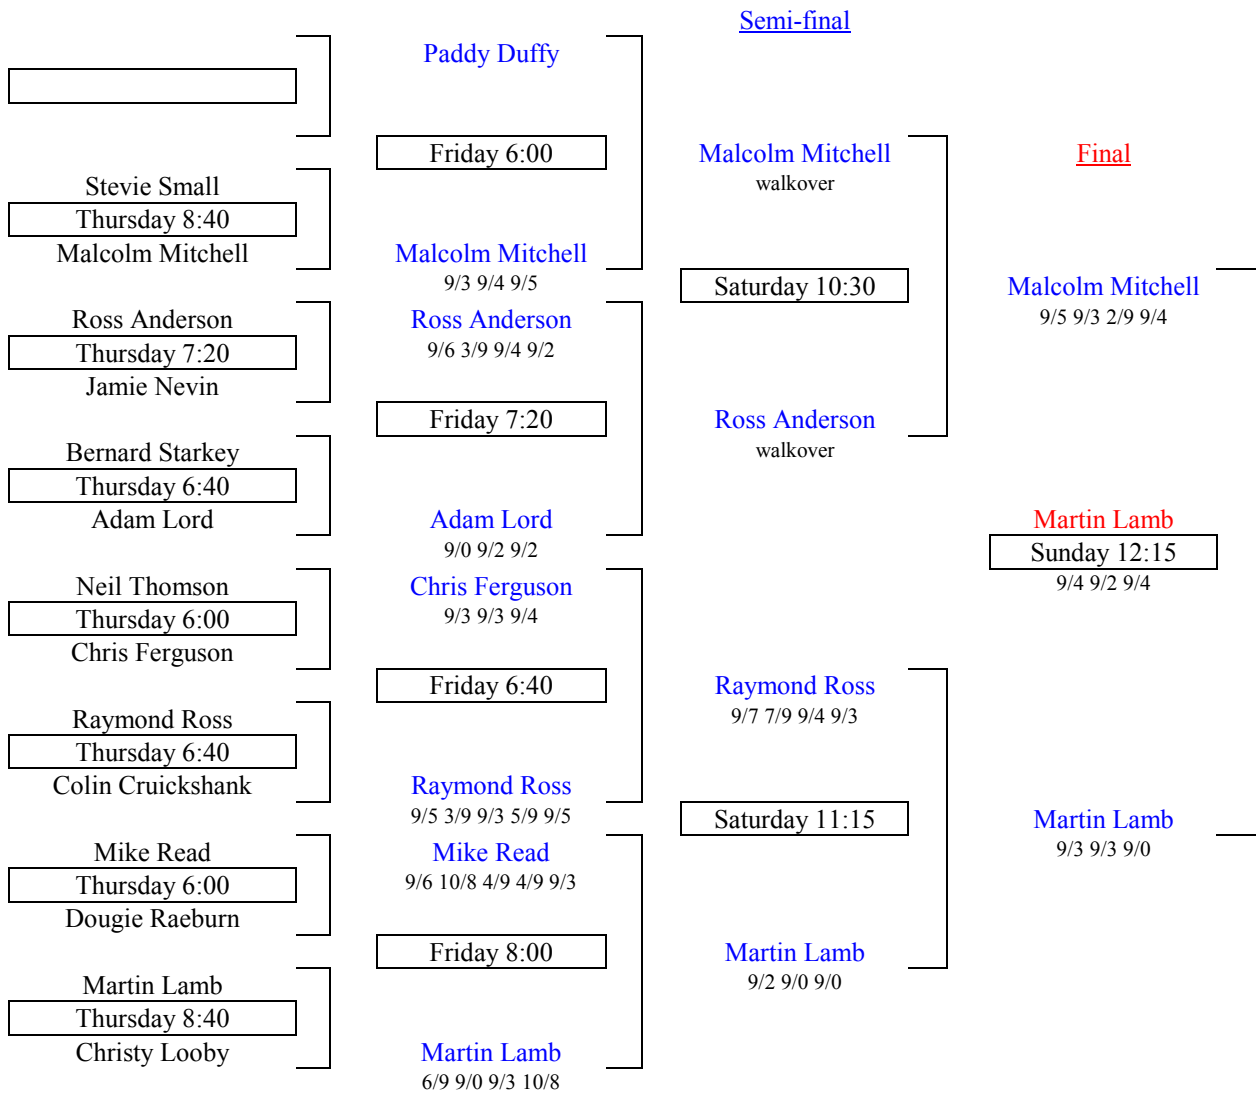 Semi-final
Paddy Duffy
Friday 6:00
Malcolm Mitchell
walkover
Final
Stevie Small
Thursday 8:40
Malcolm Mitchell
Malcolm Mitchell
9/3 9/4 9/5
Saturday 10:30
Malcolm Mitchell
9/5 9/3 2/9 9/4
Ross Anderson
Thursday 7:20
Jamie Nevin
Ross Anderson
9/6 3/9 9/4 9/2
Friday 7:20
Ross Anderson
walkover
Bernard Starkey
Thursday 6:40
Adam Lord
Adam Lord
9/0 9/2 9/2
Martin Lamb
Sunday 12:15
9/4 9/2 9/4
Neil Thomson
Thursday 6:00
Chris Ferguson
Chris Ferguson
9/3 9/3 9/4
Friday 6:40
Raymond Ross
9/7 7/9 9/4 9/3
Raymond Ross
Thursday 6:40
Colin Cruickshank
Raymond Ross
9/5 3/9 9/3 5/9 9/5
Saturday 11:15
Martin Lamb
9/3 9/3 9/0
Mike Read
Thursday 6:00
Dougie Raeburn
Mike Read
9/6 10/8 4/9 4/9 9/3
Friday 8:00
Martin Lamb
9/2 9/0 9/0
Martin Lamb
Thursday 8:40
Christy Looby
Martin Lamb
6/9 9/0 9/3 10/8